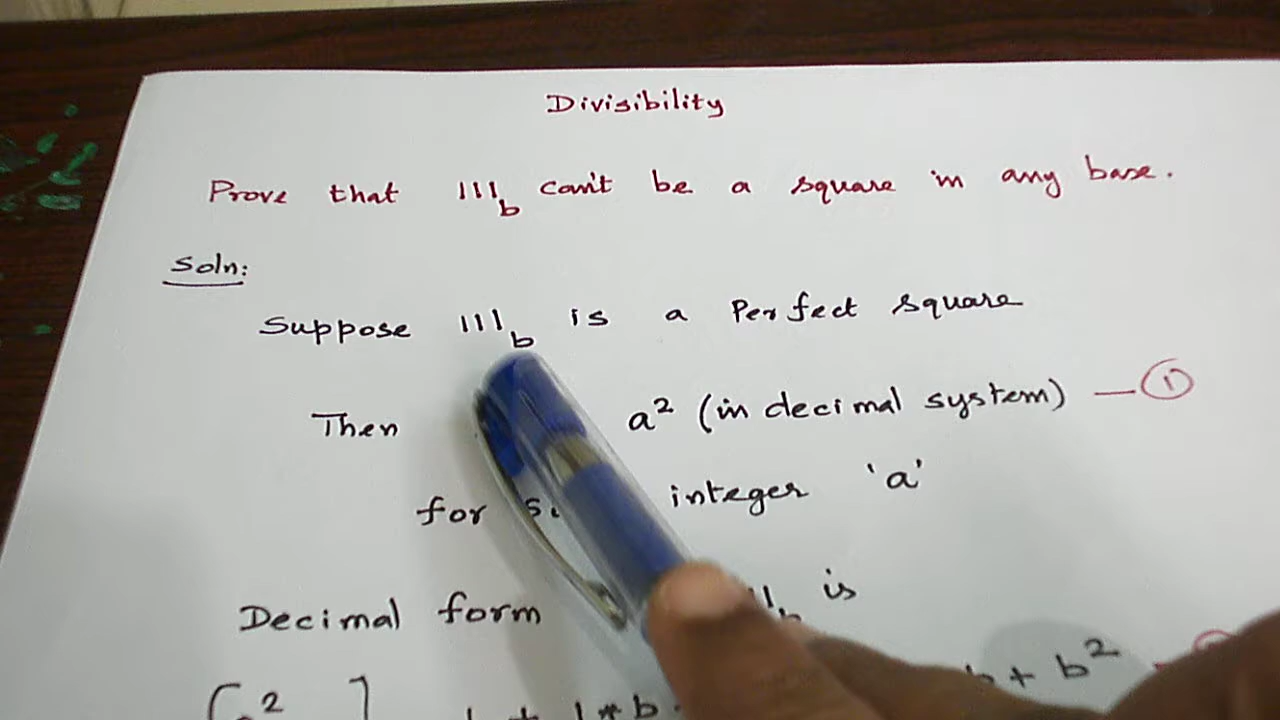 Divisibility
Prove that 111b can't be a square in any base.
Soln:
Suppose 111b is a Perfect square
Then a² (in decimal system) — ①
for integer 'a'
Decimal form is
b + b²